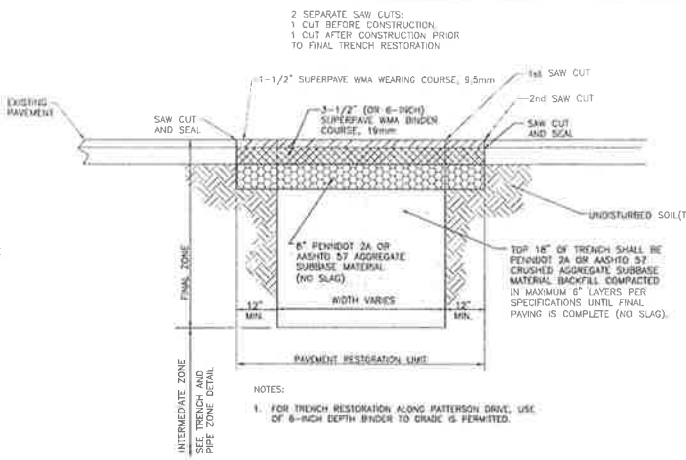 2 SEPARATE SAW CUTS:
1 CUT BEFORE CONSTRUCTION,
1 CUT AFTER CONSTRUCTION PRIOR
TO FINAL TRENCH RESTORATION
1-1/2" SUPERPAVE WMA WEARING COURSE, 9.5mm
1st SAW CUT
EXISTING
PAVEMENT
SAW CUT
AND SEAL
3-1/2" (OR 6-INCH)
SUPERPAVE WMA BINDER
COURSE, 19mm
2nd SAW CUT
SAW CUT
AND SEAL
UNDISTURBED SOIL(T
FINAL ZONE
6" PENNDOT 2A OR
AASHTO 57 AGGREGATE
SUBBASE MATERIAL
(NO SLAG)
TOP 18" OF TRENCH SHALL BE
PENNDOT 2A OR AASHTO 57
CRUSHED AGGREGATE SUBBASE
MATERIAL BACKFILL COMPACTED
IN MAXIMUM 6" LAYERS PER
SPECIFICATIONS UNTIL FINAL
PAVING IS COMPLETE (NO SLAG).
12"
MIN.
WIDTH VARIES
12"
MIN.
PAVEMENT RESTORATION LIMIT
INTERMEDIATE ZONE
SEE TRENCH AND
PIPE ZONE DETAIL
NOTES:
1. FOR TRENCH RESTORATION ALONG PATTERSON DRIVE, USE
OF 6-INCH DEPTH BINDER TO GRADE IS PERMITTED.